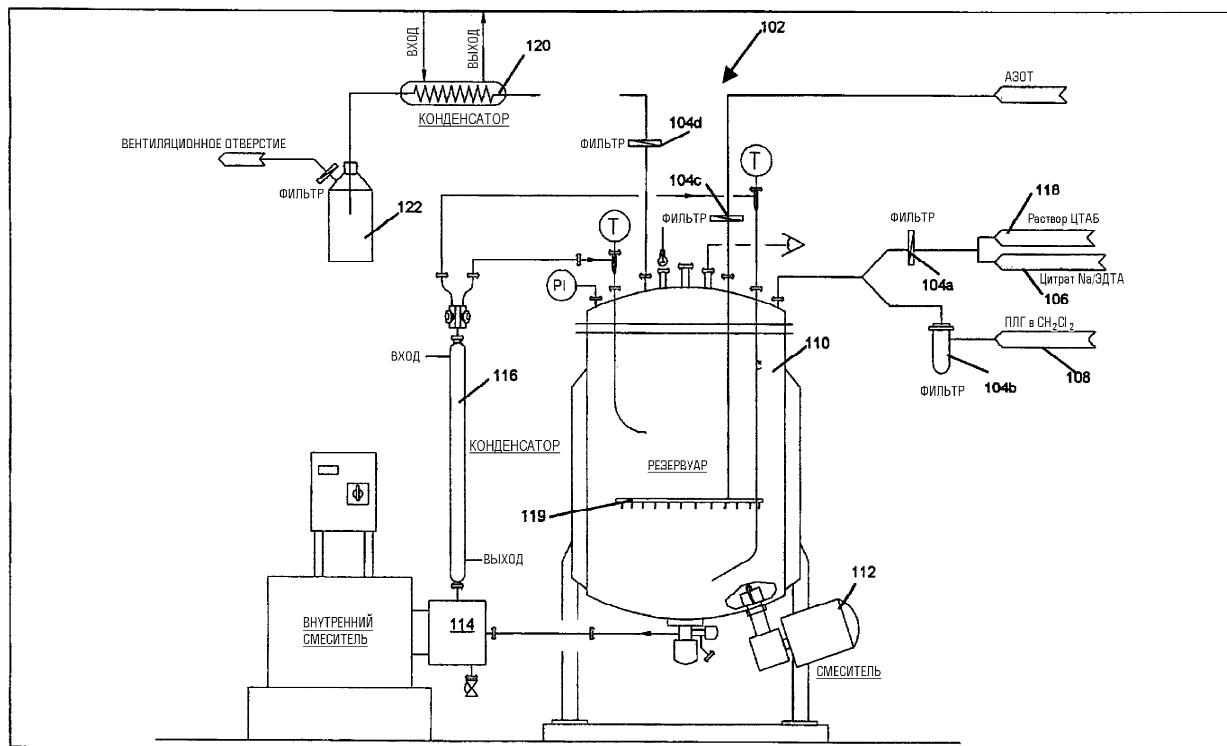 ВХОД
ВЫХОД
120
КОНДЕНСАТОР
102
АЗОТ
ВЕНТИЛЯЦИОННОЕ ОТВЕРСТИЕ
ФИЛЬТР
122
ФИЛЬТР
104d
T
104c
ФИЛЬТР
T
PI
ФИЛЬТР
104a
118
Раствор ЦТАБ
Цитрат Na/ЭДТА
106
ПЛГ в CH₂Cl₂
108
104b
ФИЛЬТР
110
ВХОД
116
КОНДЕНСАТОР
ВЫХОД
РЕЗЕРВУАР
119
ВНУТРЕННИЙ
СМЕСИТЕЛЬ
114
112
СМЕСИТЕЛЬ